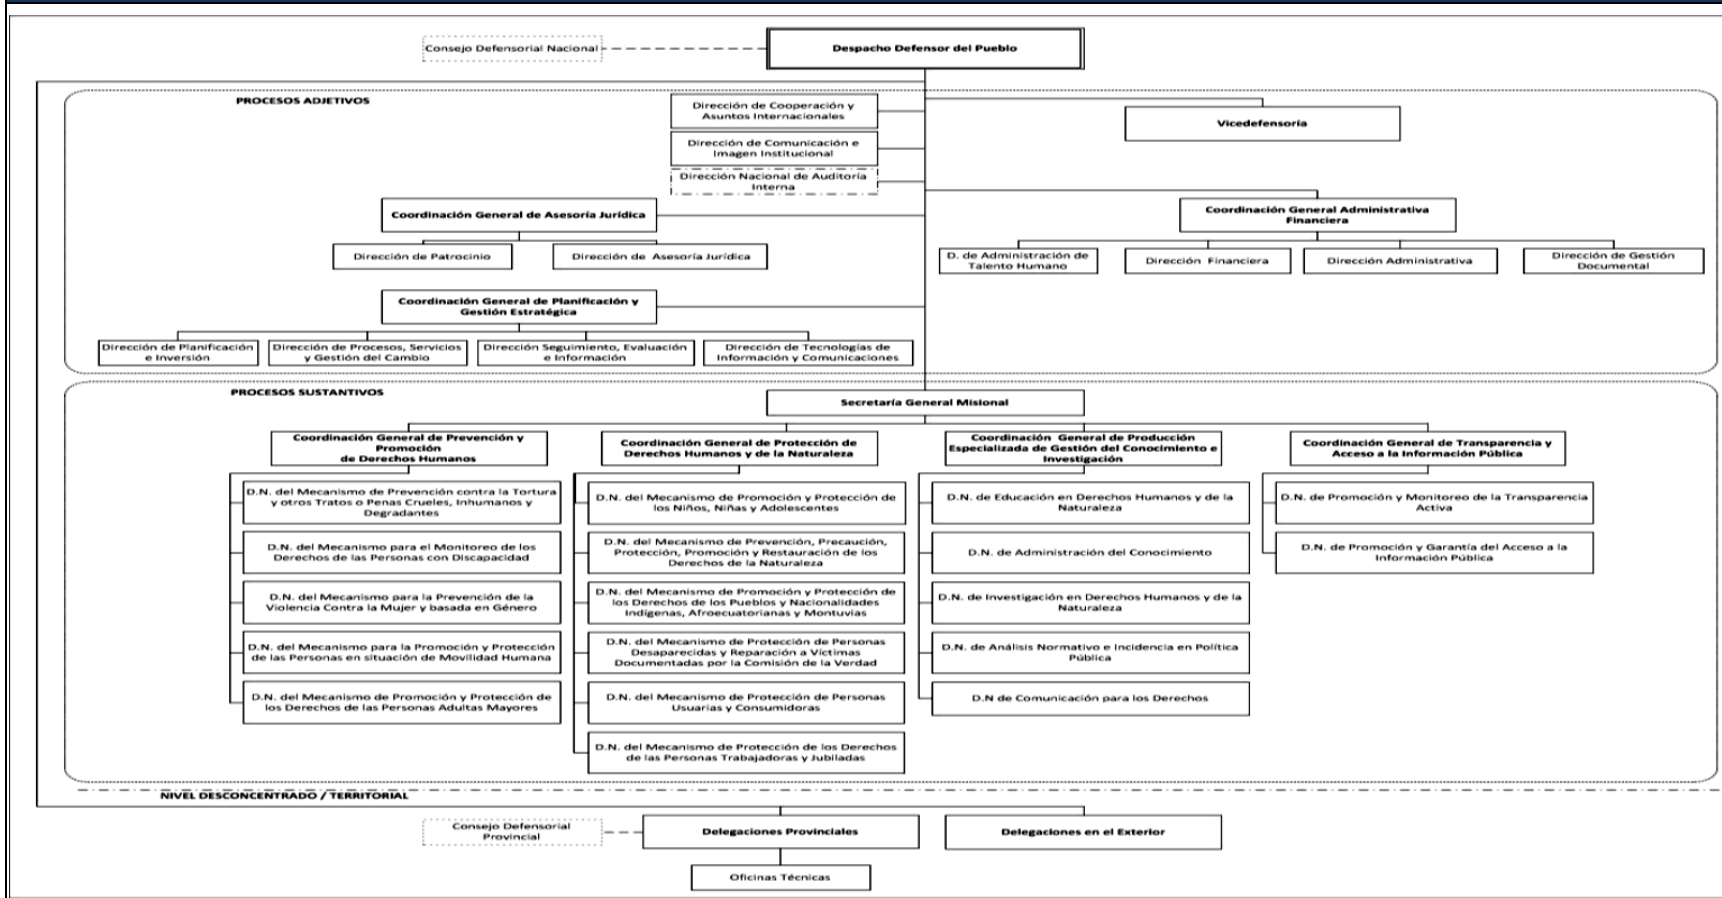 Consejo Defensorial Nacional
Despacho Defensor del Pueblo
PROCESOS ADJETIVOS
Dirección de Cooperación y
Asuntos Internacionales
Vicedefensoría
Dirección de Comunicación e
Imagen Institucional
Dirección Nacional de Auditoría
Interna
Coordinación General de Asesoría Jurídica
Coordinación General Administrativa
Financiera
Dirección de Patrocinio
Dirección de Asesoría Jurídica
D. de Administración de
Talento Humano
Dirección Financiera
Dirección Administrativa
Dirección de Gestión
Documental
Coordinación General de Planificación y
Gestión Estratégica
Dirección de Planificación
e Inversión
Dirección de Procesos, Servicios
y Gestión del Cambio
Dirección Seguimiento, Evaluación
e Información
Dirección de Tecnologías de
Información y Comunicaciones
PROCESOS SUSTANTIVOS
Secretaría General Misional
Coordinación General de Prevención y
Promoción
de Derechos Humanos
D.N. del Mecanismo de Prevención contra la Tortura
y otros Tratos o Penas Crueles, Inhumanos y
Degradantes
D.N. del Mecanismo para el Monitoreo de los
Derechos de las Personas con Discapacidad
D.N. del Mecanismo para la Prevención de la
Violencia Contra la Mujer y basada en Género
D.N. del Mecanismo para la Promoción y Protección
de las Personas en situación de Movilidad Humana
D.N. del Mecanismo de Promoción y Protección de
los Derechos de las Personas Adultas Mayores
Coordinación General de Protección de
Derechos Humanos y de la Naturaleza
D.N. del Mecanismo de Promoción y Protección de
los Niños, Niñas y Adolescentes
D.N. del Mecanismo de Prevención, Precaución,
Protección, Promoción y Restauración de los
Derechos de la Naturaleza
D.N. del Mecanismo de Promoción y Protección de
los Derechos de los Pueblos y Nacionalidades
Indígenas, Afroecuatorianas y Montuvias
D.N. del Mecanismo de Protección de Personas
Desaparecidas y Reparación a Víctimas
Documentadas por la Comisión de la Verdad
D.N. del Mecanismo de Protección de Personas
Usuarias y Consumidoras
D.N. del Mecanismo de Protección de los Derechos
de las Personas Trabajadoras y Jubiladas
Coordinación General de Producción
Especializada de Gestión del Conocimiento e
Investigación
D.N. de Educación en Derechos Humanos y de la
Naturaleza
D.N. de Administración del Conocimiento
D.N. de Investigación en Derechos Humanos y de la
Naturaleza
D.N. de Análisis Normativo e Incidencia en Política
Pública
D.N de Comunicación para los Derechos
Coordinación General de Transparencia y
Acceso a la Información Pública
D.N. de Promoción y Monitoreo de la Transparencia
Activa
D.N. de Promoción y Garantía del Acceso a la
Información Pública
NIVEL DESCONCENTRADO / TERRITORIAL
Consejo Defensorial
Provincial
Delegaciones Provinciales
Delegaciones en el Exterior
Oficinas Técnicas